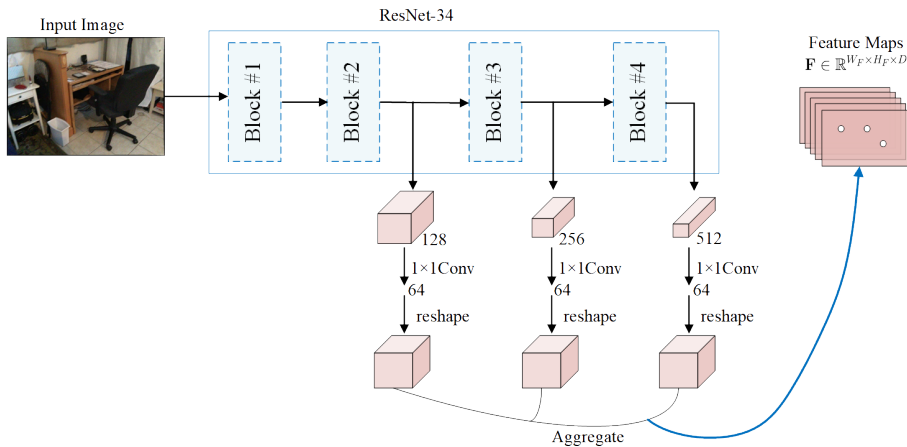 ResNet-34
Input Image
Block #1
Block #2
Block #3
Block #4
Feature Maps
𝐅 ∈ ℝ^{W_F×H_F×D}
128
256
512
1×1Conv
1×1Conv
1×1Conv
64
64
64
reshape
reshape
reshape
Aggregate